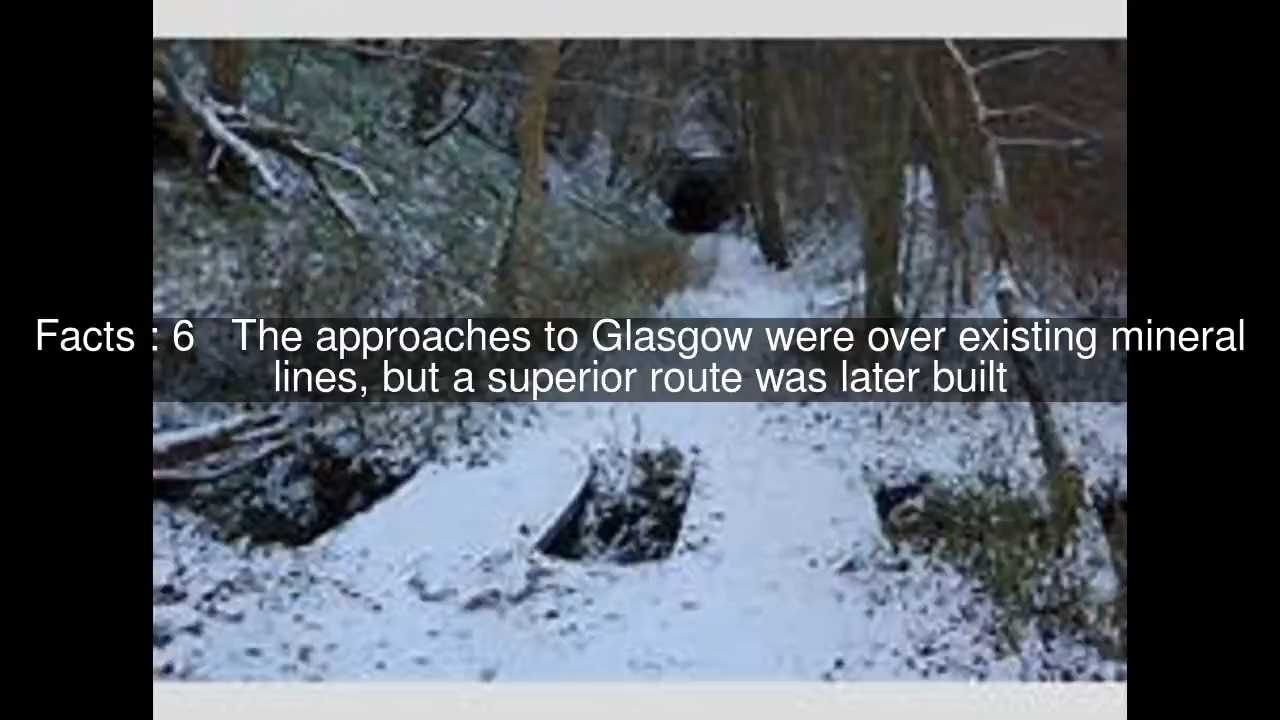 Facts : 6 The approaches to Glasgow were over existing mineral
lines, but a superior route was later built